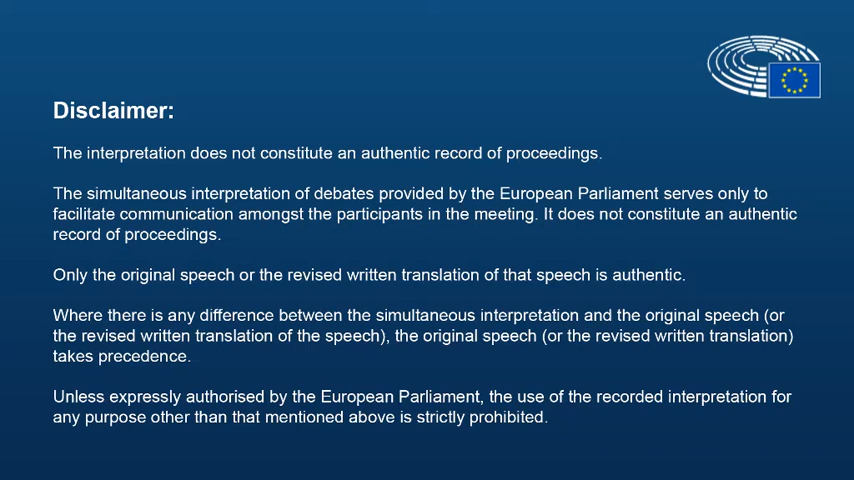 Disclaimer:
The interpretation does not constitute an authentic record of proceedings.
The simultaneous interpretation of debates provided by the European Parliament serves only to
facilitate communication amongst the participants in the meeting. It does not constitute an authentic
record of proceedings.
Only the original speech or the revised written translation of that speech is authentic.
Where there is any difference between the simultaneous interpretation and the original speech (or
the revised written translation of the speech), the original speech (or the revised written translation)
takes precedence.
Unless expressly authorised by the European Parliament, the use of the recorded interpretation for
any purpose other than that mentioned above is strictly prohibited.